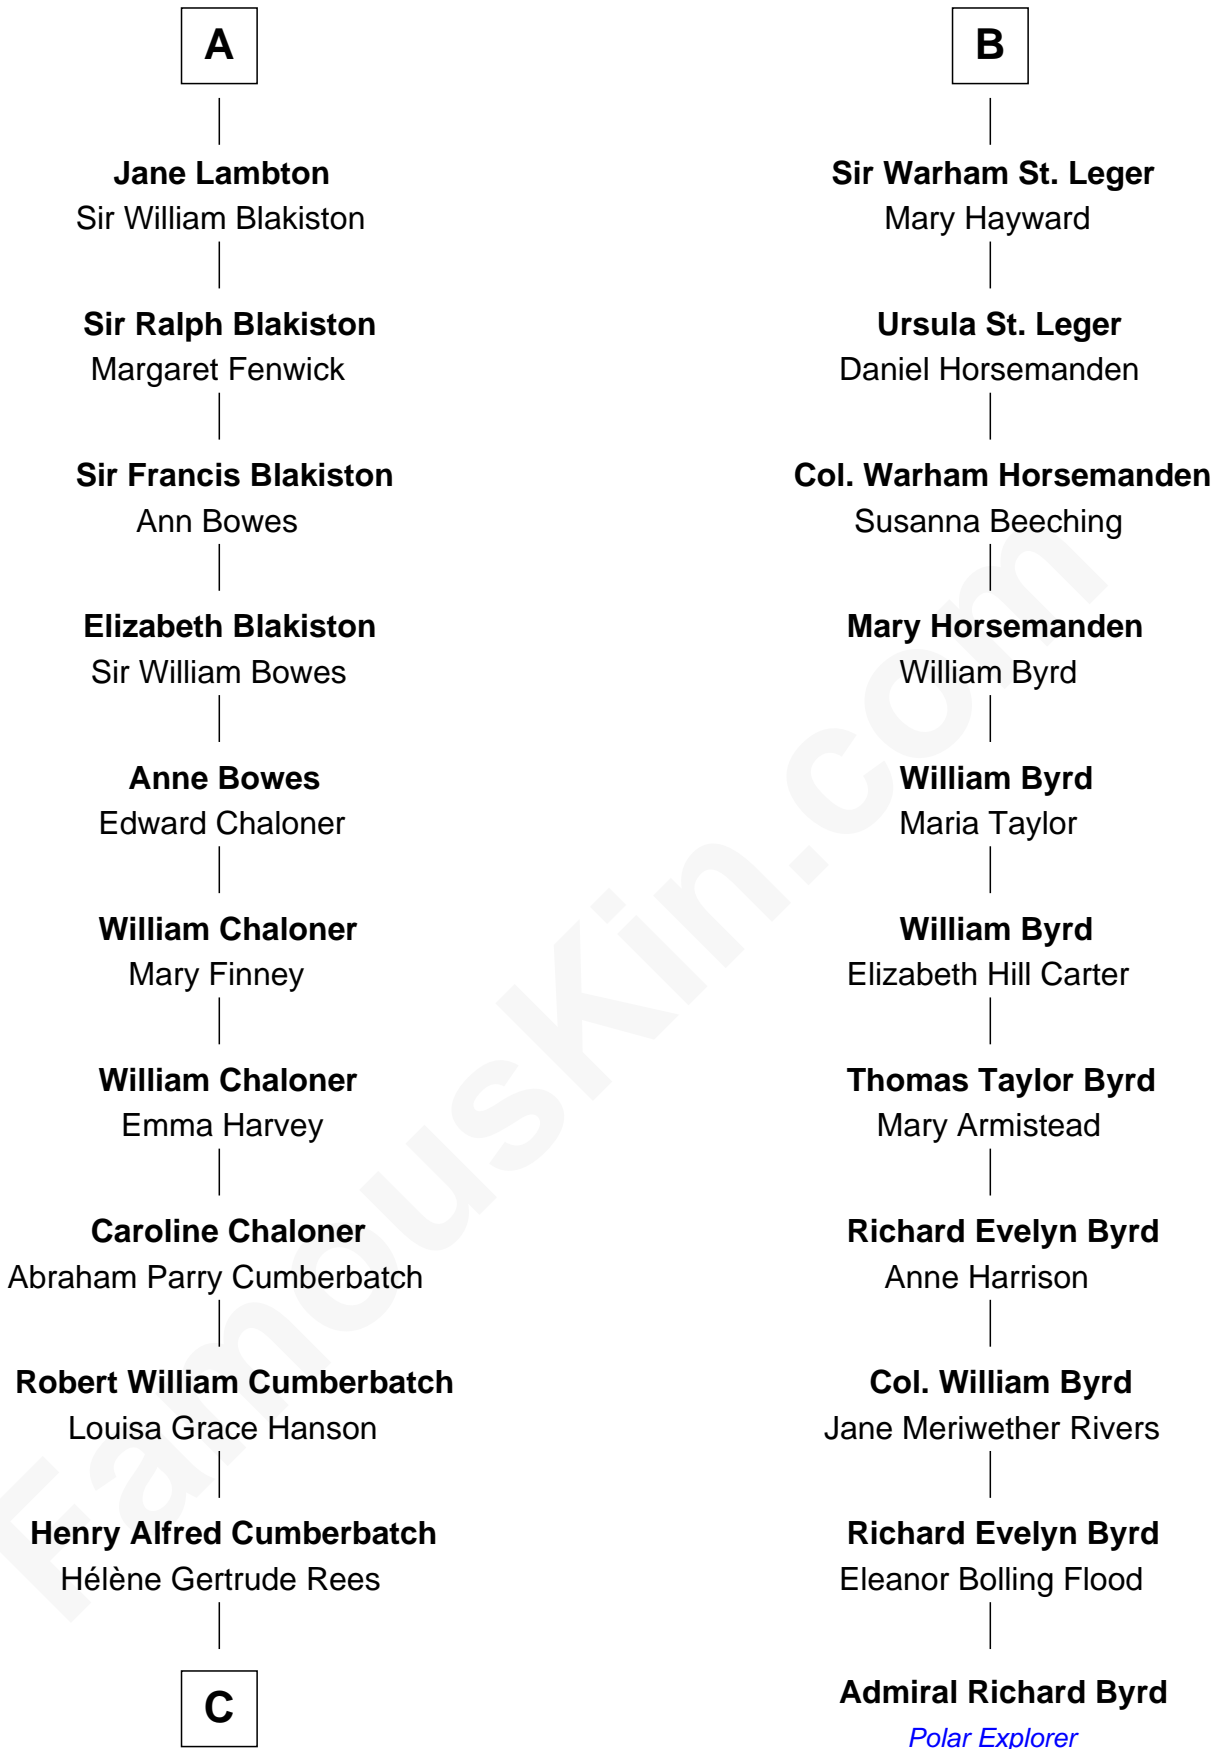 A
Jane Lambton
Sir William Blakiston
Sir Ralph Blakiston
Margaret Fenwick
Sir Francis Blakiston
Ann Bowes
Elizabeth Blakiston
Sir William Bowes
Anne Bowes
Edward Chaloner
William Chaloner
Mary Finney
William Chaloner
Emma Harvey
Caroline Chaloner
Abraham Parry Cumberbatch
Robert William Cumberbatch
Louisa Grace Hanson
Henry Alfred Cumberbatch
Hélène Gertrude Rees
C
B
Sir Warham St. Leger
Mary Hayward
Ursula St. Leger
Daniel Horsemanden
Col. Warham Horsemanden
Susanna Beeching
Mary Horsemanden
William Byrd
William Byrd
Maria Taylor
William Byrd
Elizabeth Hill Carter
Thomas Taylor Byrd
Mary Armistead
Richard Evelyn Byrd
Anne Harrison
Col. William Byrd
Jane Meriwether Rivers
Richard Evelyn Byrd
Eleanor Bolling Flood
Admiral Richard Byrd
Polar Explorer
FamousKin.com